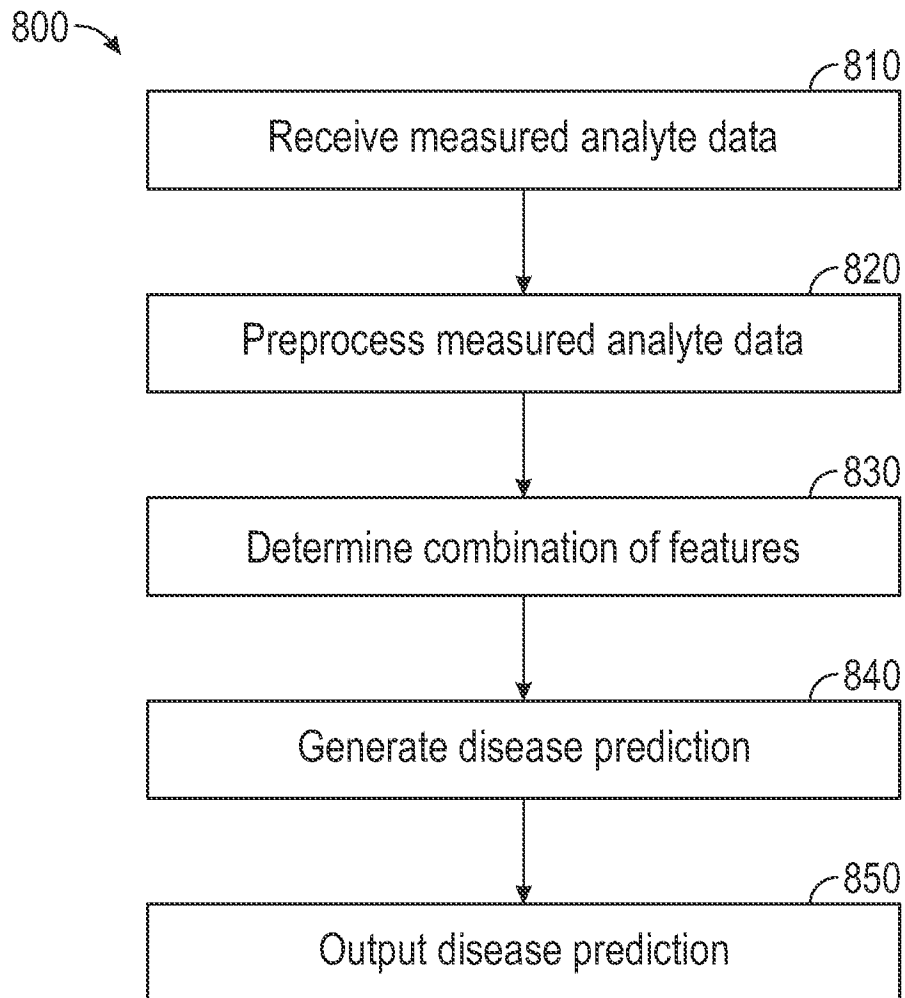 800
810
Receive measured analyte data
820
Preprocess measured analyte data
830
Determine combination of features
840
Generate disease prediction
850
Output disease prediction